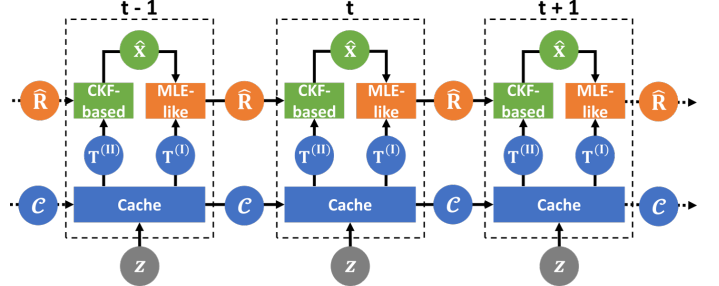 t - 1 t t + 1
x̂ x̂ x̂
R̂ CKF-based MLE-like R̂ CKF-based MLE-like R̂ CKF-based MLE-like R̂
T^(II) T^(I) T^(II) T^(I) T^(II) T^(I)
C Cache C Cache C Cache C
z z z